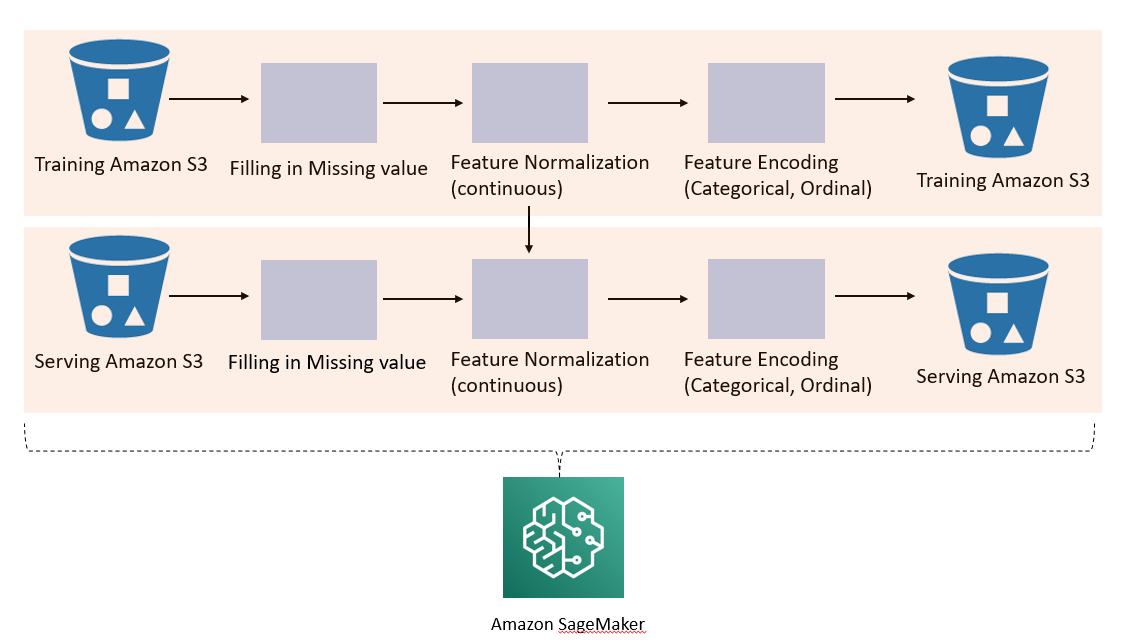 Training Amazon S3
Filling in Missing value
Feature Normalization
(continuous)
Feature Encoding
(Categorical, Ordinal)
Training Amazon S3
Serving Amazon S3
Filling in Missing value
Feature Normalization
(continuous)
Feature Encoding
(Categorical, Ordinal)
Serving Amazon S3
Amazon SageMaker